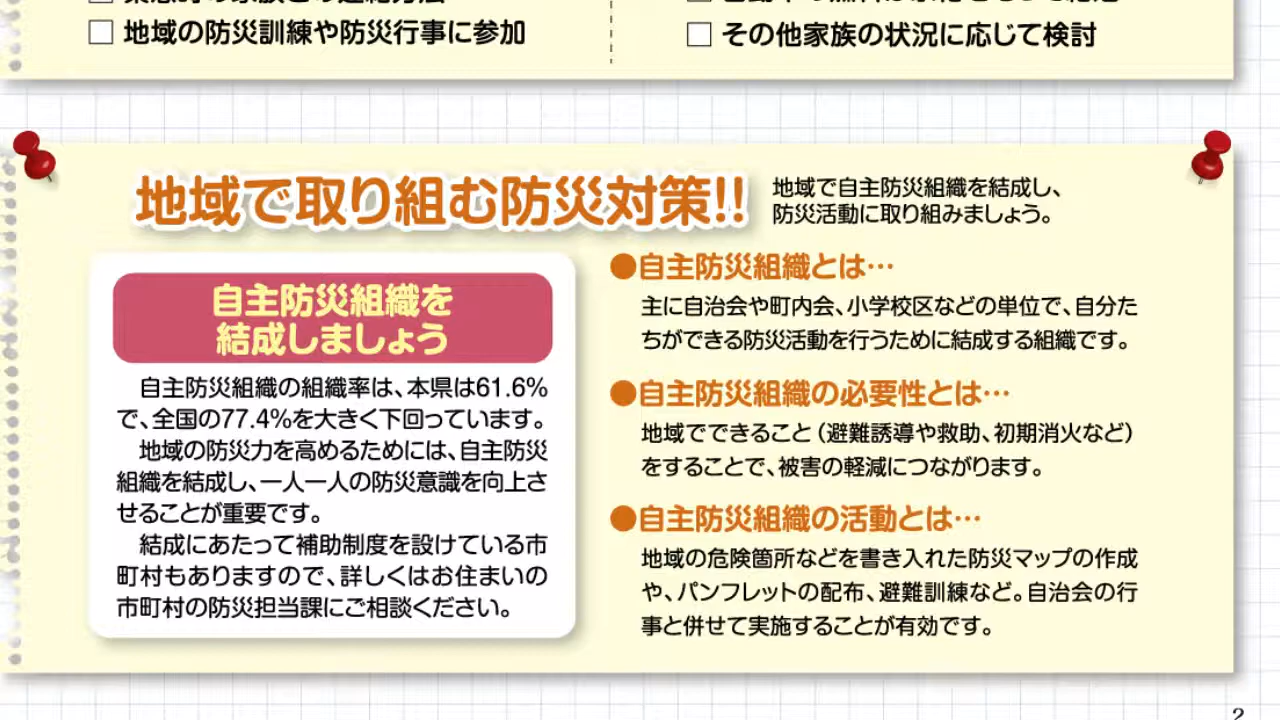 □ 地域の防災訓練や防災行事に参加
□ その他家族の状況に応じて検討
地域で取り組む防災対策!!
地域で自主防災組織を結成し、
防災活動に取り組みましょう。
自主防災組織を
結成しましょう
自主防災組織の組織率は、本県は61.6%
で、全国の77.4%を大きく下回っています。
地域の防災力を高めるためには、自主防災
組織を結成し、一人一人の防災意識を向上さ
せることが重要です。
結成にあたって補助制度を設けている市
町村もありますので、詳しくはお住まいの
市町村の防災担当課にご相談ください。
●自主防災組織とは…
主に自治会や町内会、小学校区などの単位で、自分た
ちができる防災活動を行うために結成する組織です。
●自主防災組織の必要性とは…
地域でできること（避難誘導や救助、初期消火など）
をすることで、被害の軽減につながります。
●自主防災組織の活動とは…
地域の危険箇所などを書き入れた防災マップの作成
や、パンフレットの配布、避難訓練など。自治会の行
事と併せて実施することが有効です。